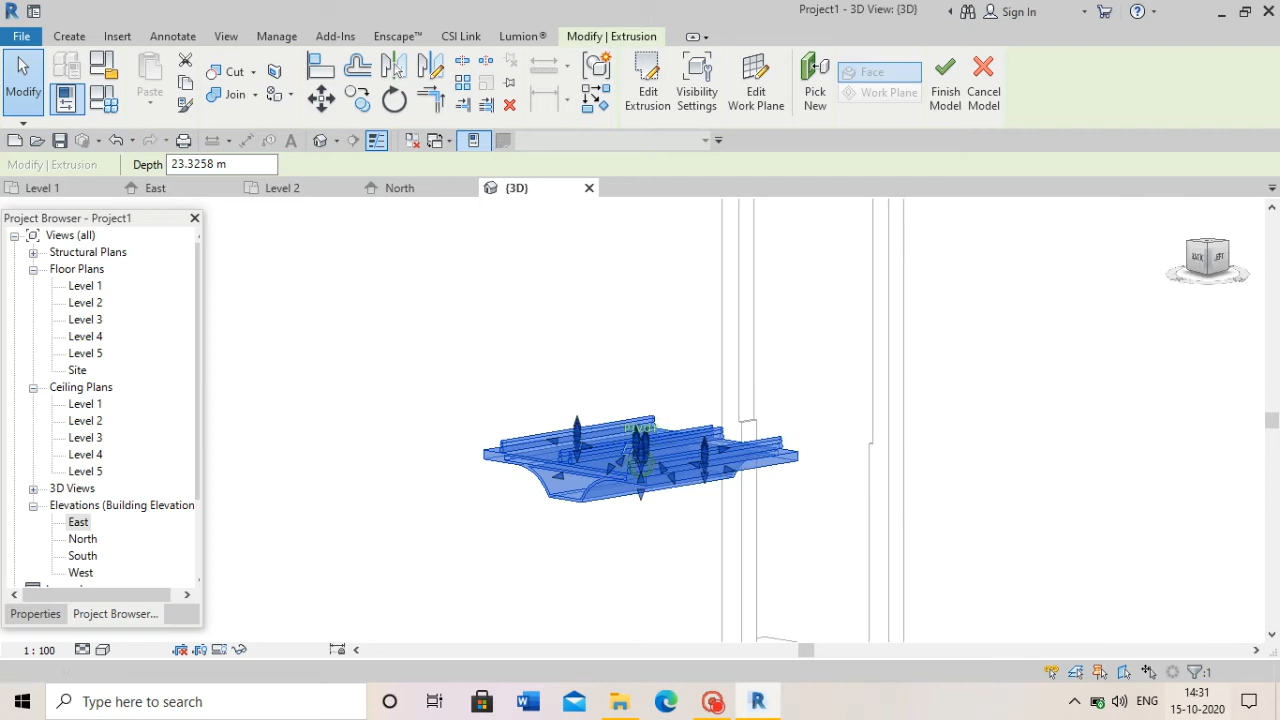 Project1 - 3D View: {3D}
Sign In
File
Create
Insert
Annotate
View
Manage
Add-Ins
Enscape™
CSI Link
Lumion®
Modify | Extrusion
Modify
Paste
Cut
Join
Edit Extrusion
Visibility Settings
Edit Work Plane
Pick New
Face
Work Plane
Finish Model
Cancel Model
Modify | Extrusion
Depth 23.3258 m
Level 1
East
Level 2
North
{3D}
Project Browser - Project1
Views (all)
Structural Plans
Floor Plans
Level 1
Level 2
Level 3
Level 4
Level 5
Site
Ceiling Plans
Level 1
Level 2
Level 3
Level 4
Level 5
3D Views
Elevations (Building Elevation
East
North
South
West
Properties
Project Browser...
BACK
1 : 100
:1
Type here to search
ENG
14:31
15-10-2020